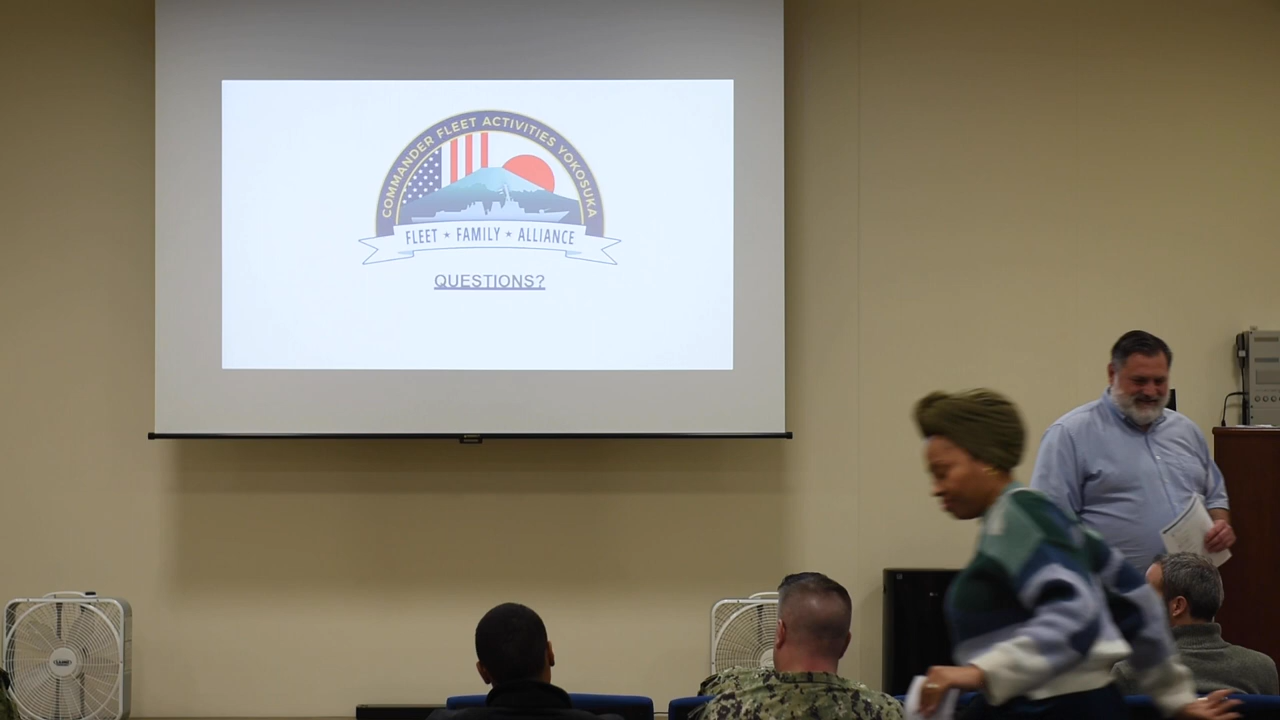 COMMANDER FLEET ACTIVITIES YOKOSUKA
FLEET ★ FAMILY ★ ALLIANCE
QUESTIONS?